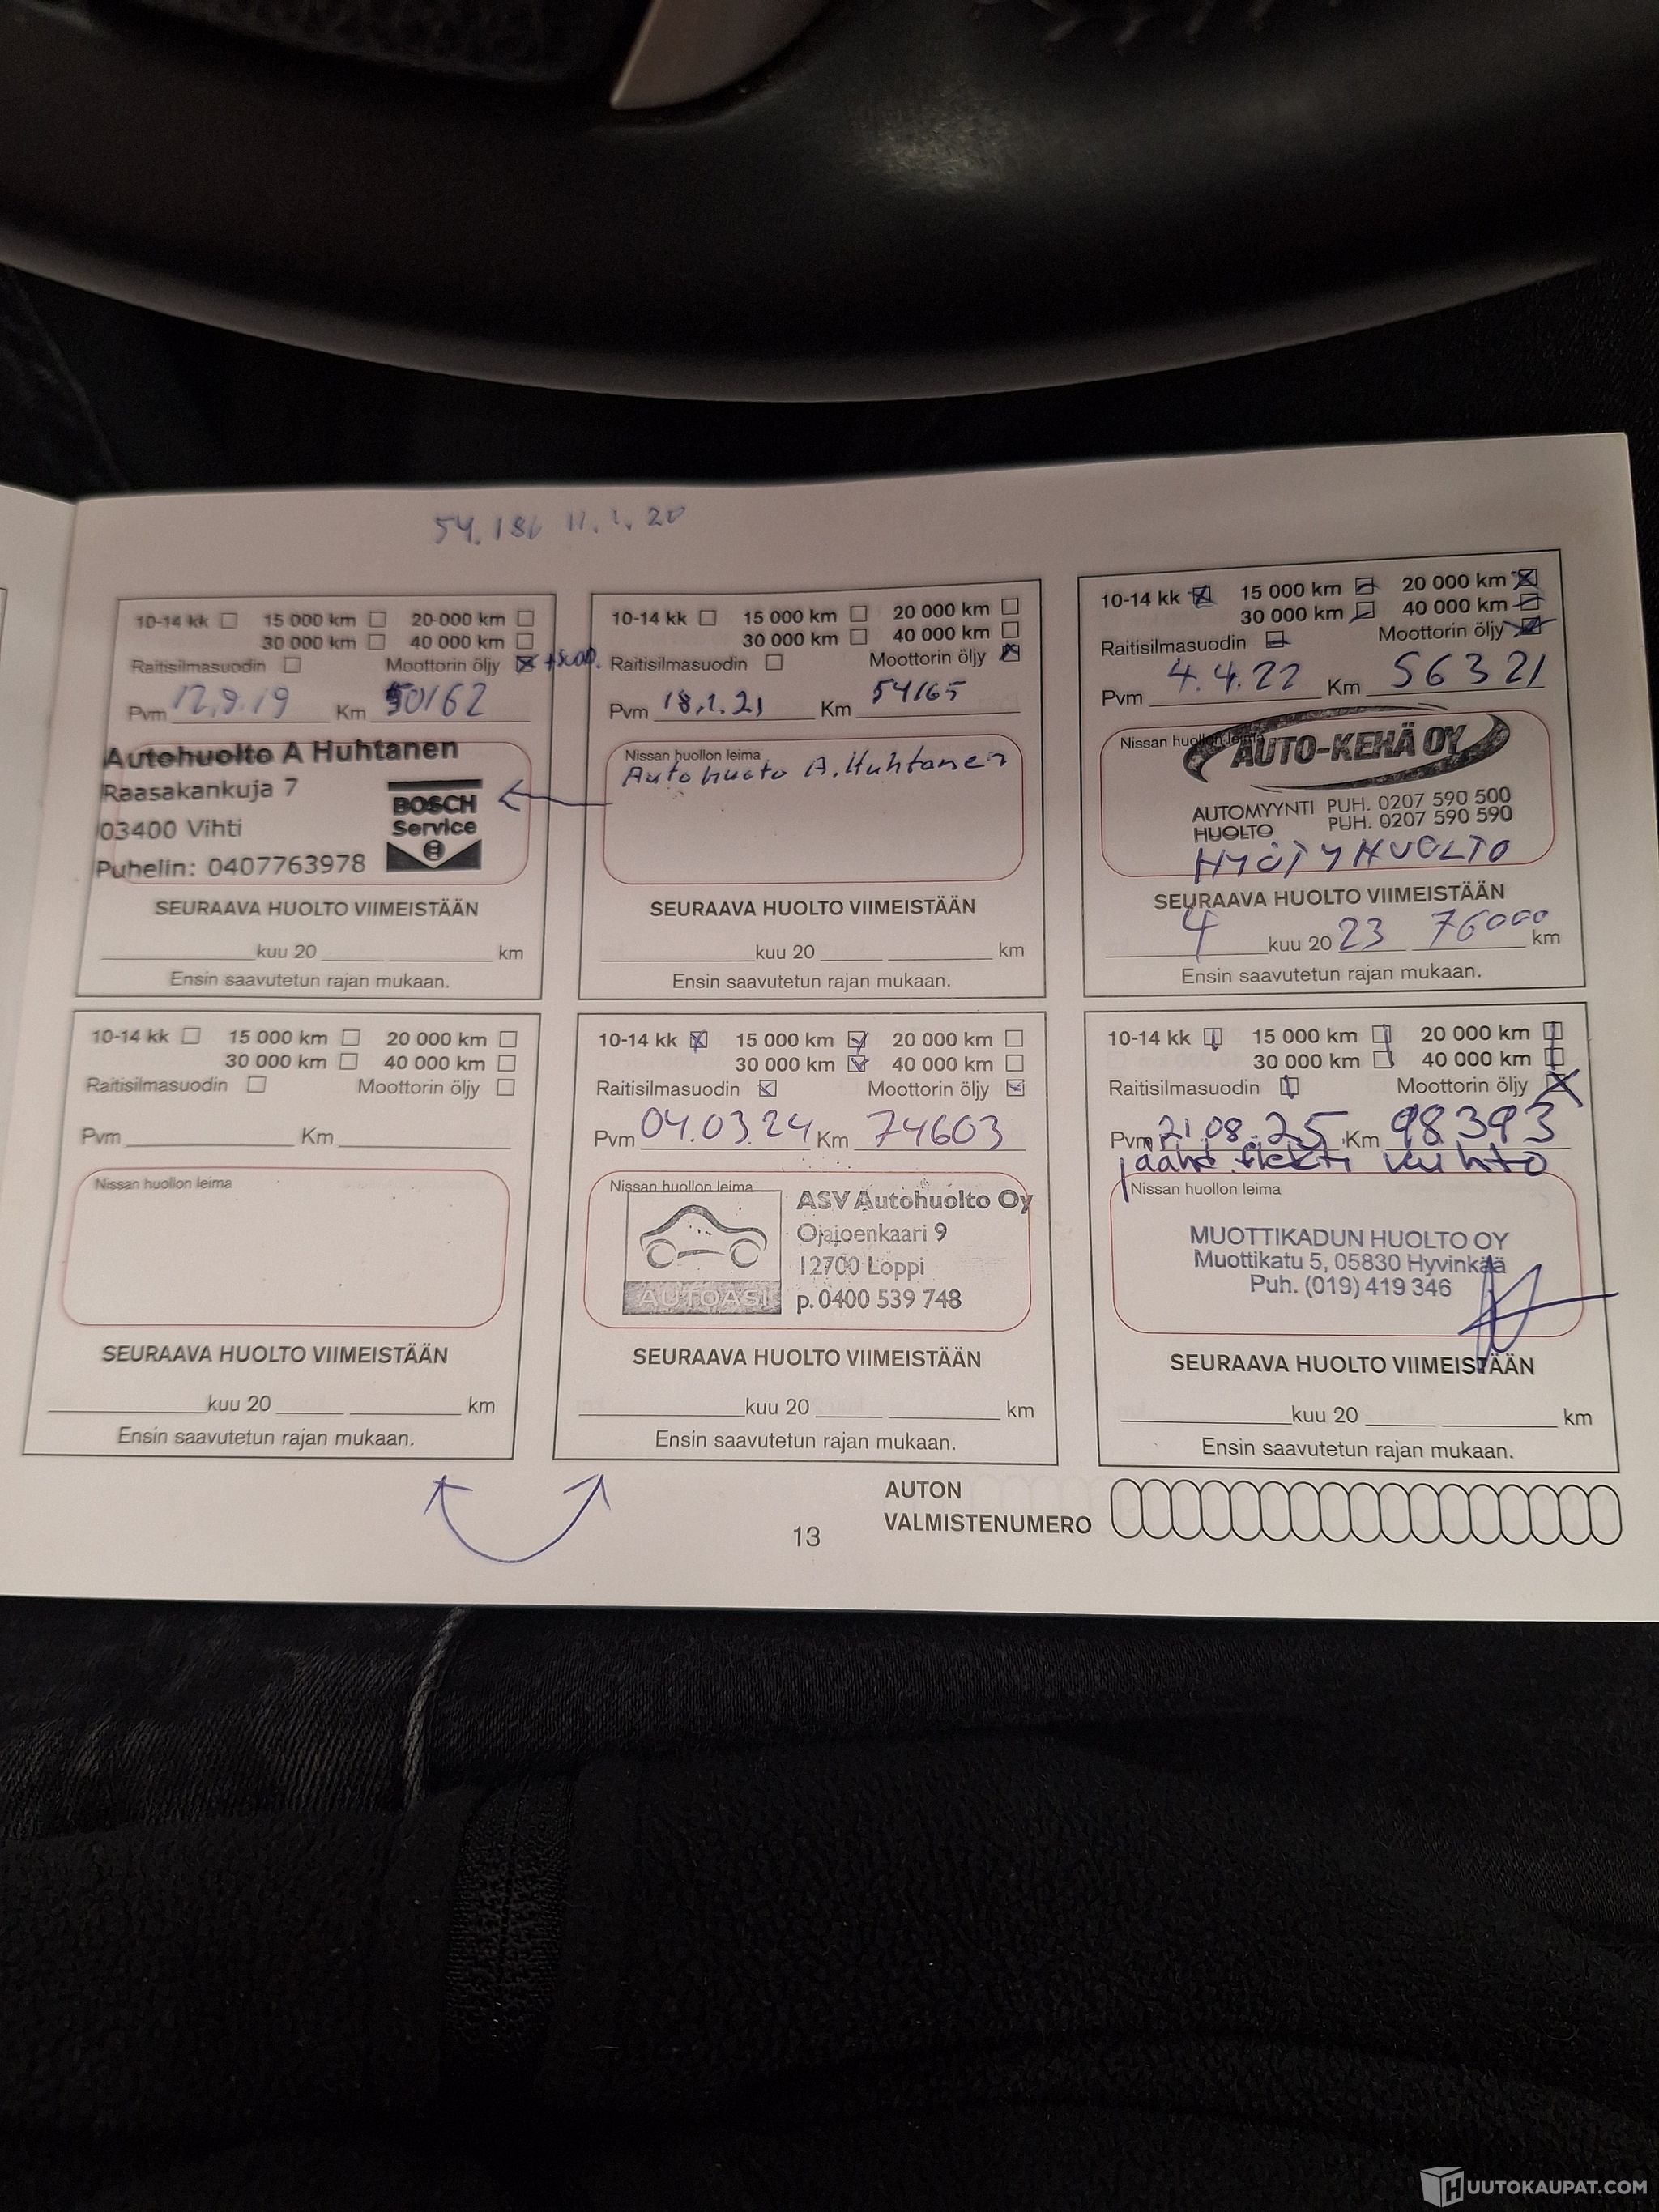 54.186 11.1.20
10-14 kk 15 000 km 20 000 km
30 000 km 40 000 km
Raitisilmasuodin Moottorin öljy
Pvm 12.9.19 Km 50162
Autohuolto A Huhtanen
Raasakankuja 7
03400 Vihti
Puhelin: 0407763978
BOSCH
Service
SEURAAVA HUOLTO VIIMEISTÄÄN
kuu 20 km
Ensin saavutetun rajan mukaan.
10-14 kk 15 000 km 20 000 km
30 000 km 40 000 km
Raitisilmasuodin Moottorin öljy
Pvm 18.1.21 Km 54165
Nissan huollon leima
Autohuolto A. Huhtanen
SEURAAVA HUOLTO VIIMEISTÄÄN
kuu 20 km
Ensin saavutetun rajan mukaan.
10-14 kk 15 000 km 20 000 km
30 000 km 40 000 km
Raitisilmasuodin Moottorin öljy
Pvm 4.4.22 Km 56321
Nissan huollon leima
AUTO-KEHÄ OY
AUTOMYYNTI PUH. 0207 590 500
HUOLTO PUH. 0207 590 590
HYÖTYHUOLTO
SEURAAVA HUOLTO VIIMEISTÄÄN
4 kuu 20 23 76000 km
Ensin saavutetun rajan mukaan.
10-14 kk 15 000 km 20 000 km
30 000 km 40 000 km
Raitisilmasuodin Moottorin öljy
Pvm Km
Nissan huollon leima
SEURAAVA HUOLTO VIIMEISTÄÄN
kuu 20 km
Ensin saavutetun rajan mukaan.
10-14 kk 15 000 km 20 000 km
30 000 km 40 000 km
Raitisilmasuodin Moottorin öljy
Pvm 04.03.24 Km 74603
Nissan huollon leima
AUTOASI
ASV Autohuolto Oy
Ojajoenkaari 9
12700 Loppi
p. 0400 539 748
SEURAAVA HUOLTO VIIMEISTÄÄN
kuu 20 km
Ensin saavutetun rajan mukaan.
10-14 kk 15 000 km 20 000 km
30 000 km 40 000 km
Raitisilmasuodin Moottorin öljy
Pvm 21.08.25 Km 98393
Nissan huollon leima
MUOTTIKADUN HUOLTO OY
Muottikatu 5, 05830 Hyvinkää
Puh. (019) 419 346
SEURAAVA HUOLTO VIIMEISTÄÄN
kuu 20 km
Ensin saavutetun rajan mukaan.
AUTON
VALMISTENUMERO
13
HUUTOKAUPAT.COM